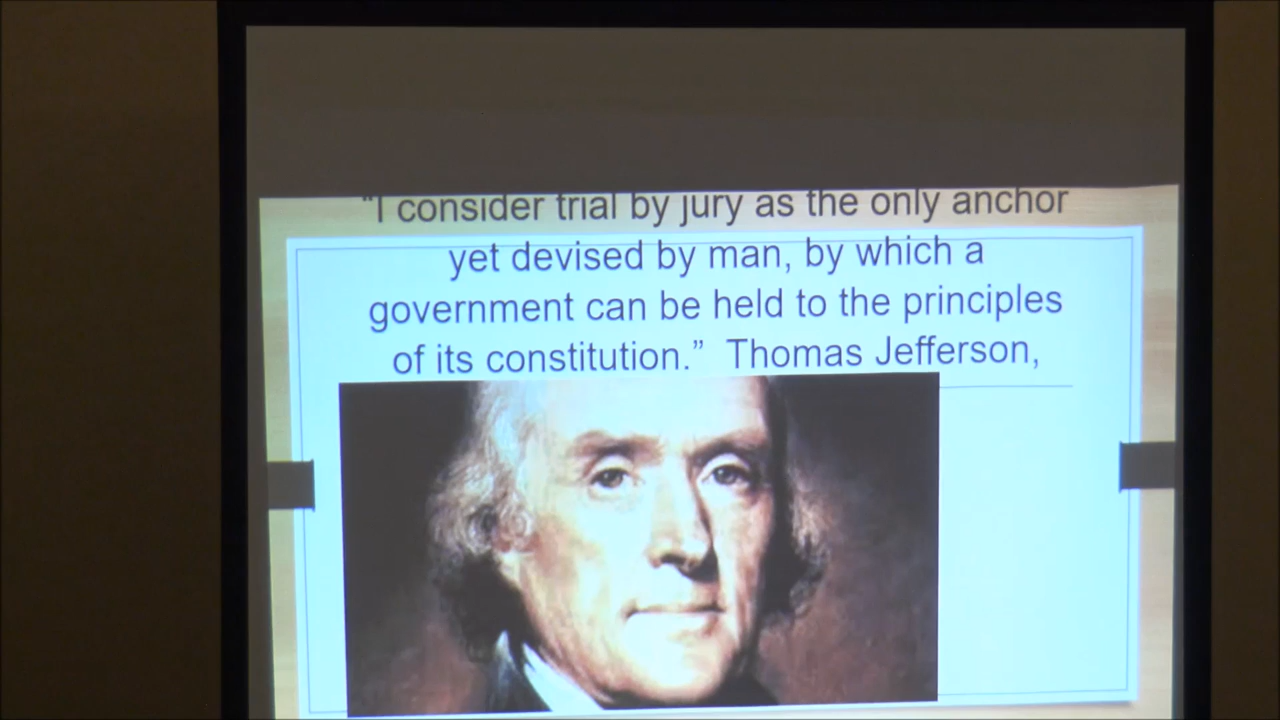 "I consider trial by jury as the only anchor
yet devised by man, by which a
government can be held to the principles
of its constitution.” Thomas Jefferson,